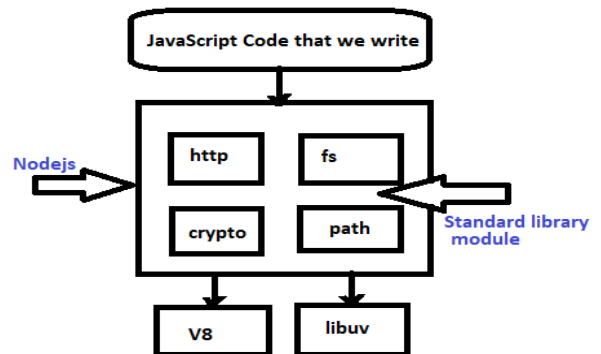 JavaScript Code that we write
Nodejs
http
fs
crypto
path
Standard library
module
V8
libuv